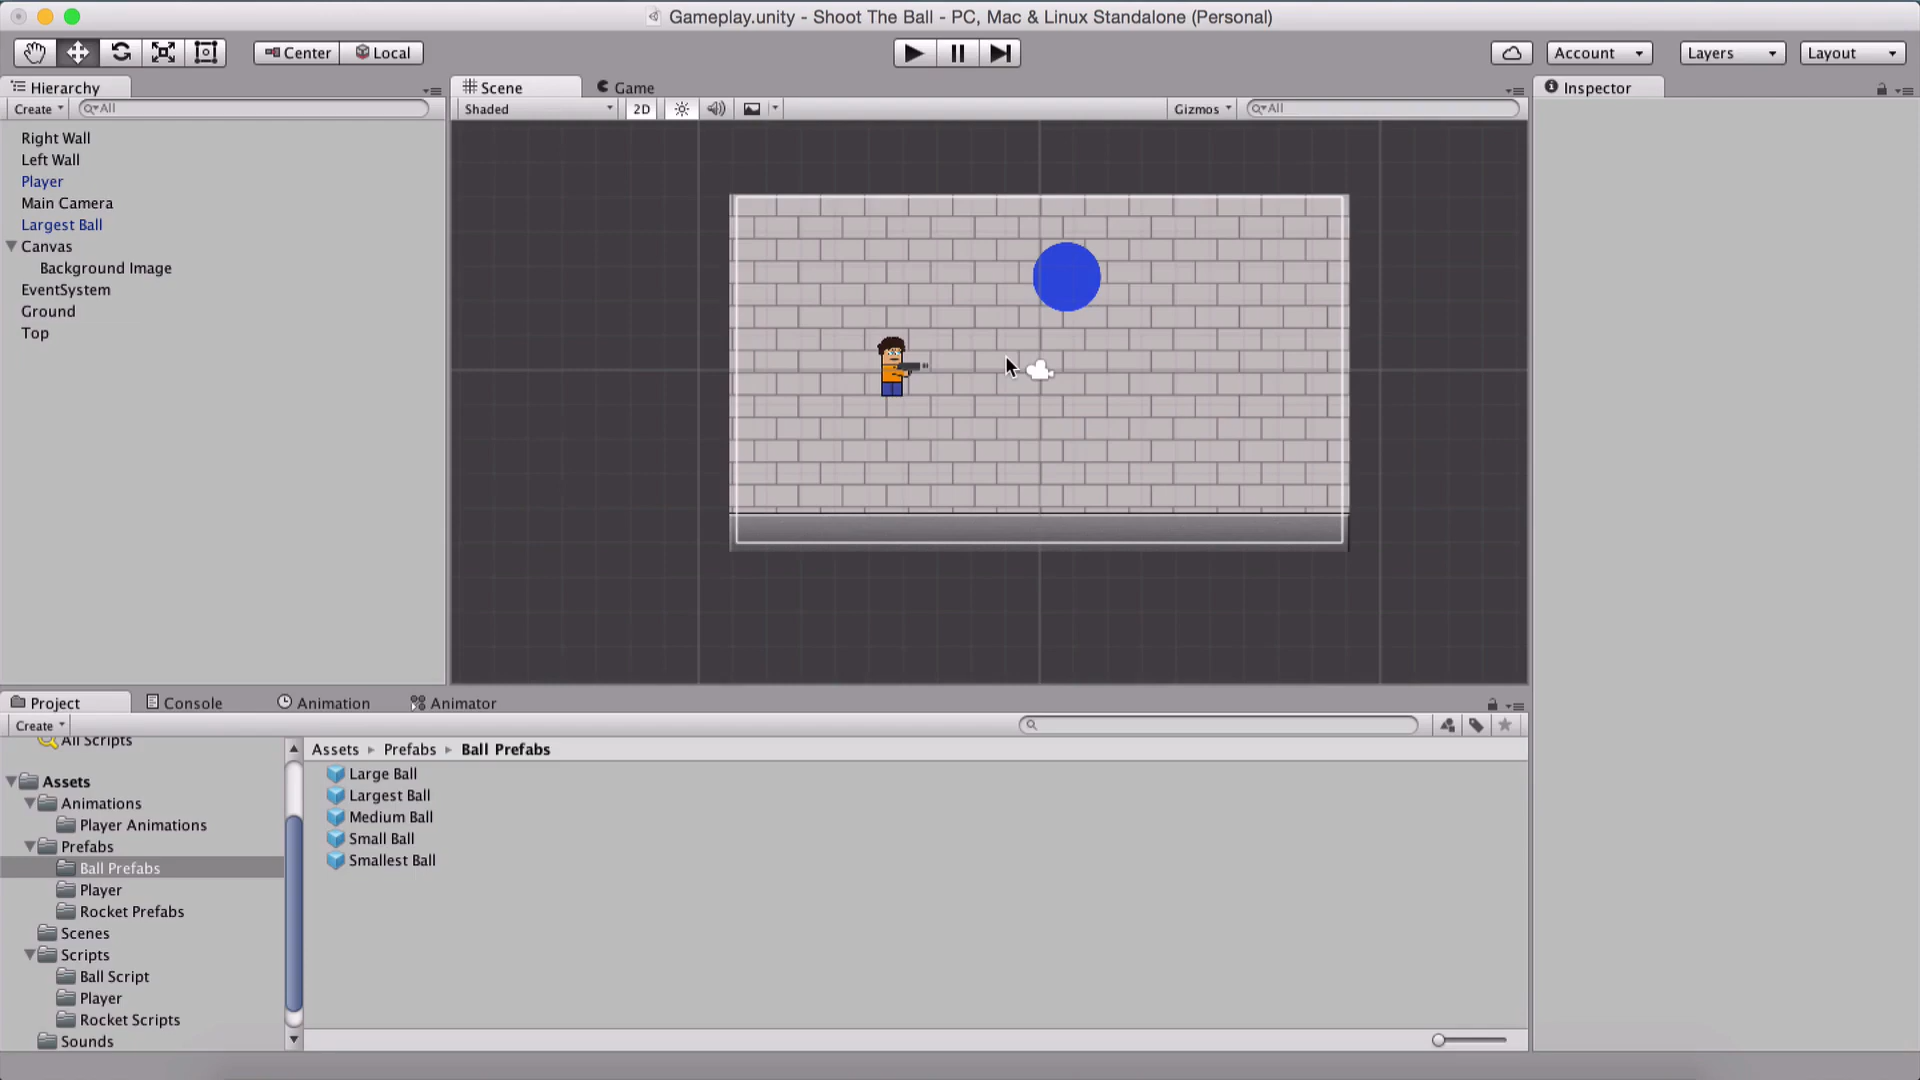 Gameplay.unity - Shoot The Ball - PC, Mac & Linux Standalone (Personal)
Center Local
Account Layers Layout
Hierarchy
Create All
Right Wall
Left Wall
Player
Main Camera
Largest Ball
Canvas
Background Image
EventSystem
Ground
Top
Scene Game
Shaded 2D Gizmos All
Inspector
Project Console Animation Animator
Create
All Scripts
Assets
Animations
Player Animations
Prefabs
Ball Prefabs
Player
Rocket Prefabs
Scenes
Scripts
Ball Script
Player
Rocket Scripts
Sounds
Assets Prefabs Ball Prefabs
Large Ball
Largest Ball
Medium Ball
Small Ball
Smallest Ball